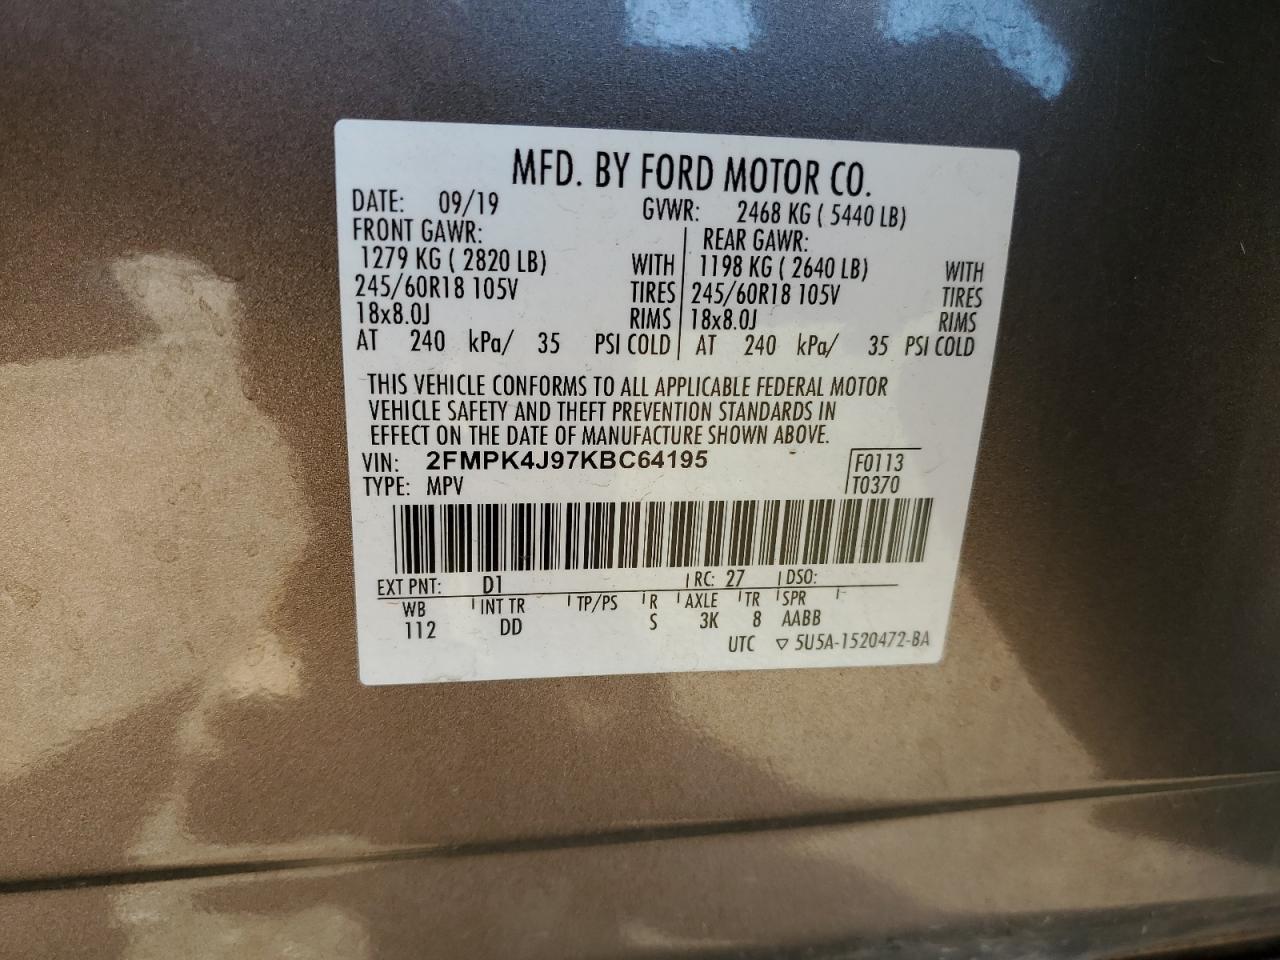 MFD. BY FORD MOTOR CO.
DATE: 09/19 GVWR: 2468 KG ( 5440 LB)
FRONT GAWR: REAR GAWR:
1279 KG ( 2820 LB) WITH 1198 KG ( 2640 LB) WITH
245/60R18 105V TIRES 245/60R18 105V TIRES
18x8.0J RIMS 18x8.0J RIMS
AT 240 kPa/ 35 PSI COLD AT 240 kPa/ 35 PSI COLD
THIS VEHICLE CONFORMS TO ALL APPLICABLE FEDERAL MOTOR
VEHICLE SAFETY AND THEFT PREVENTION STANDARDS IN
EFFECT ON THE DATE OF MANUFACTURE SHOWN ABOVE.
VIN: 2FMPK4J97KBC64195 F0113
TYPE: MPV T0370
EXT PNT: D1 RC: 27 DSO:
WB INT TR TP/PS R AXLE TR SPR
112 DD S 3K 8 AABB
UTC ▽ 5U5A-1520472-BA